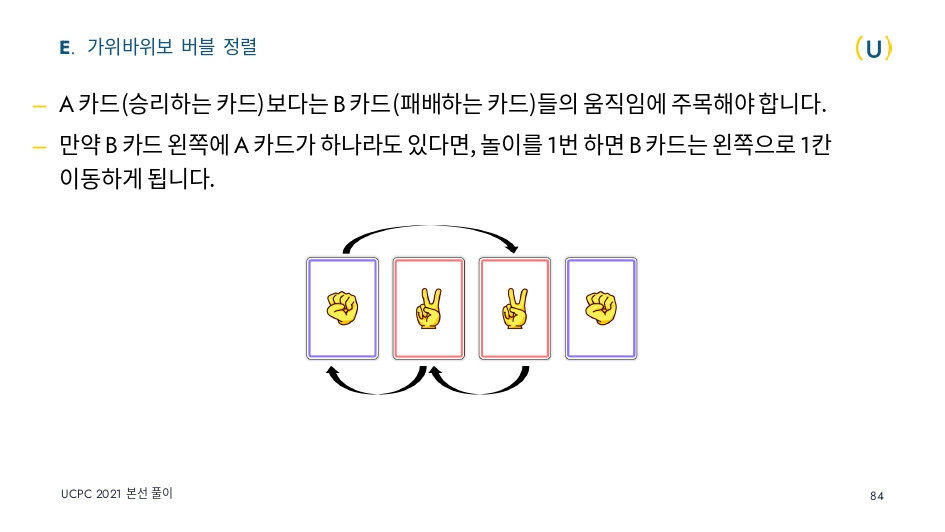 E. 가위바위보 버블 정렬
(U)
– A 카드(승리하는 카드)보다는 B 카드(패배하는 카드)들의 움직임에 주목해야 합니다.
– 만약 B 카드 왼쪽에 A 카드가 하나라도 있다면, 놀이를 1번 하면 B 카드는 왼쪽으로 1칸
이동하게 됩니다.
UCPC 2021 본선 풀이
84